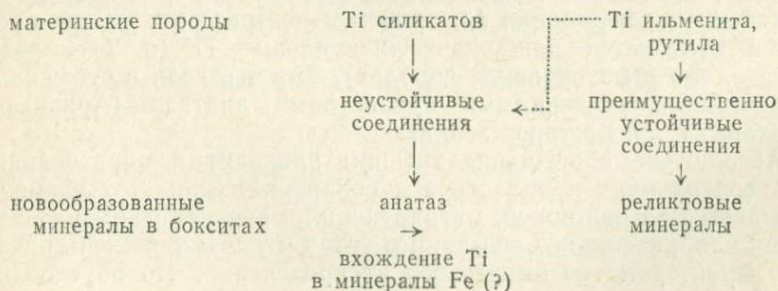 материнские породы Ti силикатов Ti ильменита,
рутила
неустойчивые преимущественно
соединения устойчивые
соединения
новообразованные анатаз реликтовые
минералы в бокситах минералы
вхождение Ti
в минералы Fe (?)